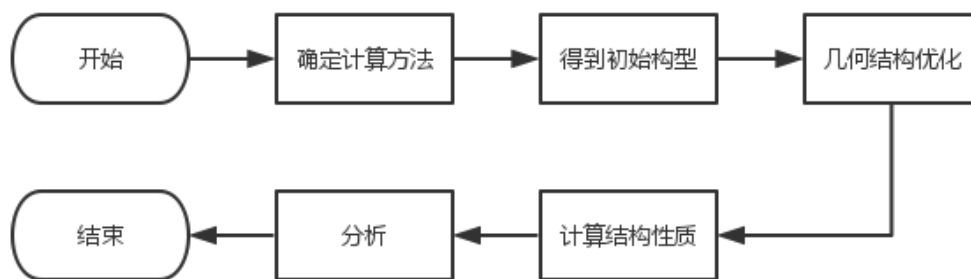 开始
确定计算方法
得到初始构型
几何结构优化
计算结构性质
分析
结束